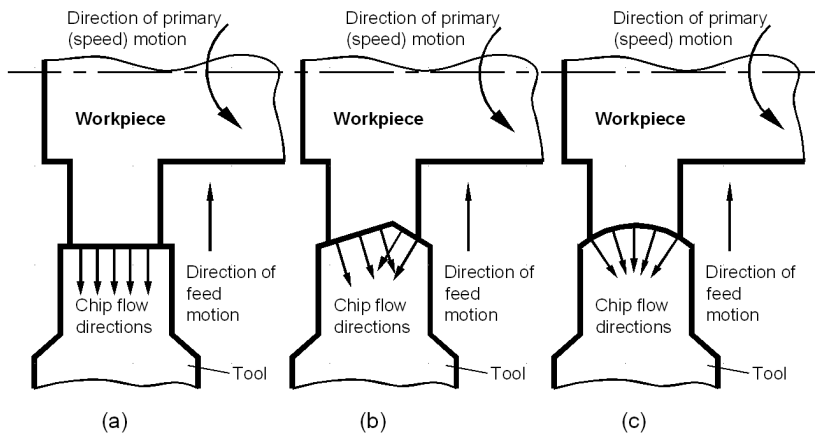 Direction of primary
(speed) motion
Workpiece
Direction of
feed
motion
Chip flow
directions
Tool
(a)
Direction of primary
(speed) motion
Workpiece
Direction of
feed
motion
Chip flow
directions
Tool
(b)
Direction of primary
(speed) motion
Workpiece
Direction of
feed
motion
Chip flow
directions
Tool
(c)